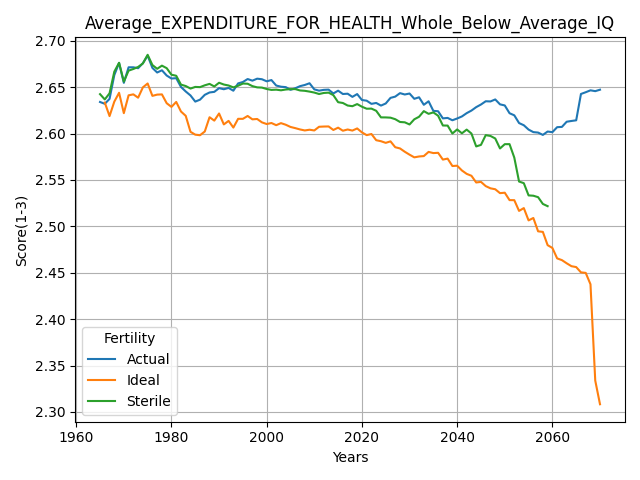 Average_EXPENDITURE_FOR_HEALTH_Whole_Below_Average_IQ
2.70
2.65
2.60
2.55
2.50
2.45
2.40
2.35
2.30
Score(1-3)
Fertility
Actual
Ideal
Sterile
1960 1980 2000 2020 2040 2060
Years